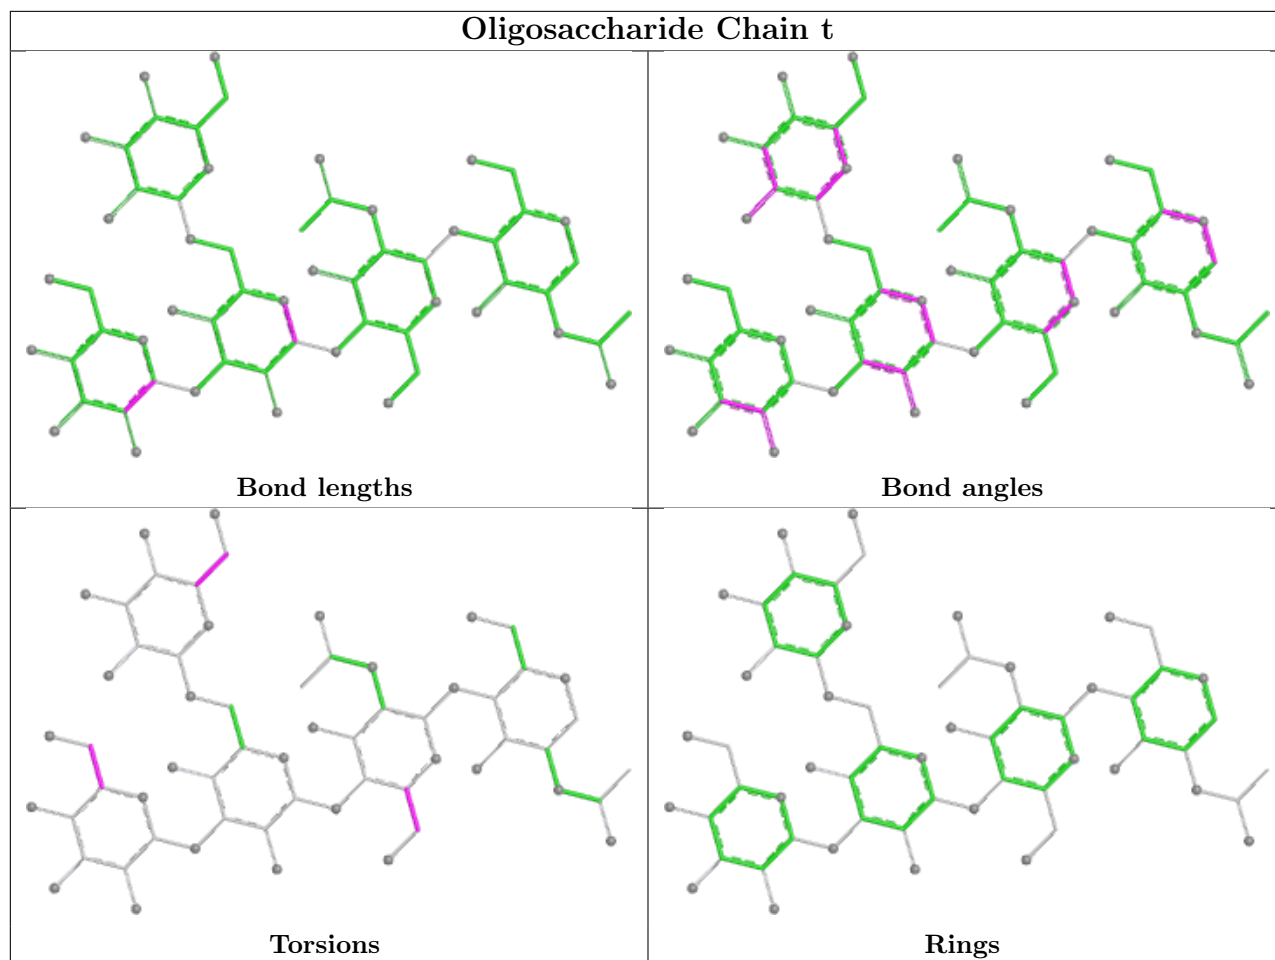 Oligosaccharide Chain t
Bond lengths
Bond angles
Torsions
Rings